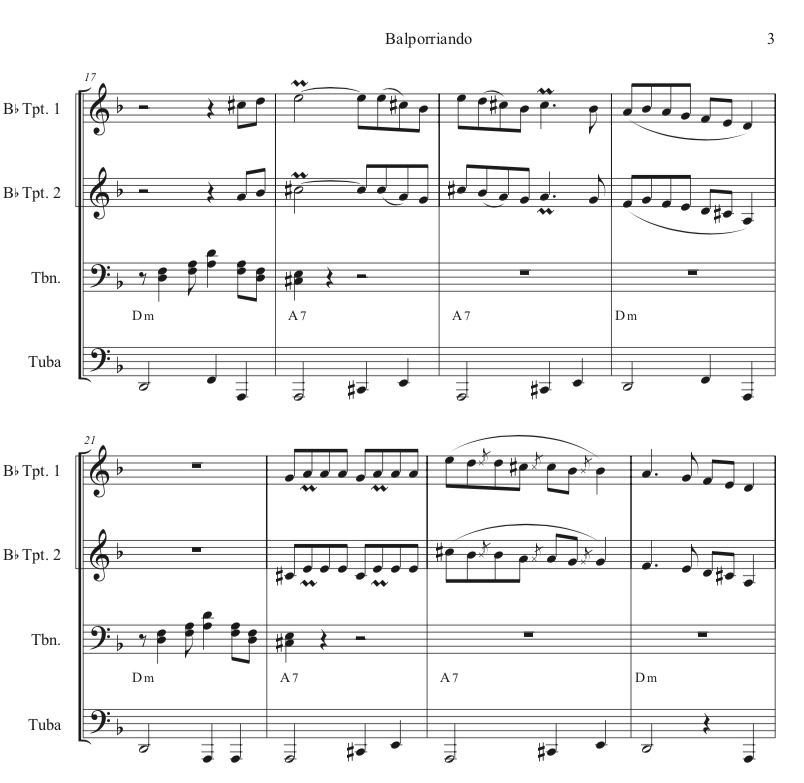 Balporriando 3
17
B♭ Tpt. 1
B♭ Tpt. 2
Tbn.
Dm A7 A7 Dm
Tuba
21
B♭ Tpt. 1
B♭ Tpt. 2
Tbn.
Dm A7 A7 Dm
Tuba